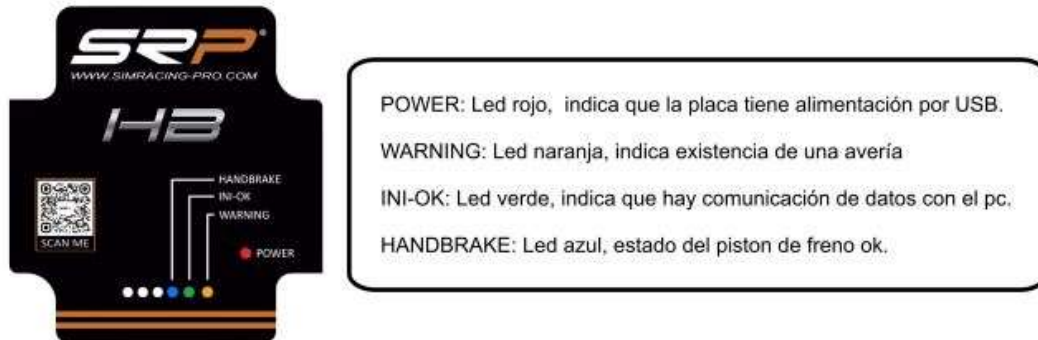 SRP
WWW.SIMRACING-PRO.COM
HB
HANDBRAKE
INI-OK
WARNING
SCAN ME
POWER
POWER: Led rojo, indica que la placa tiene alimentación por USB.
WARNING: Led naranja, indica existencia de una avería
INI-OK: Led verde, indica que hay comunicación de datos con el pc.
HANDBRAKE: Led azul, estado del piston de freno ok.